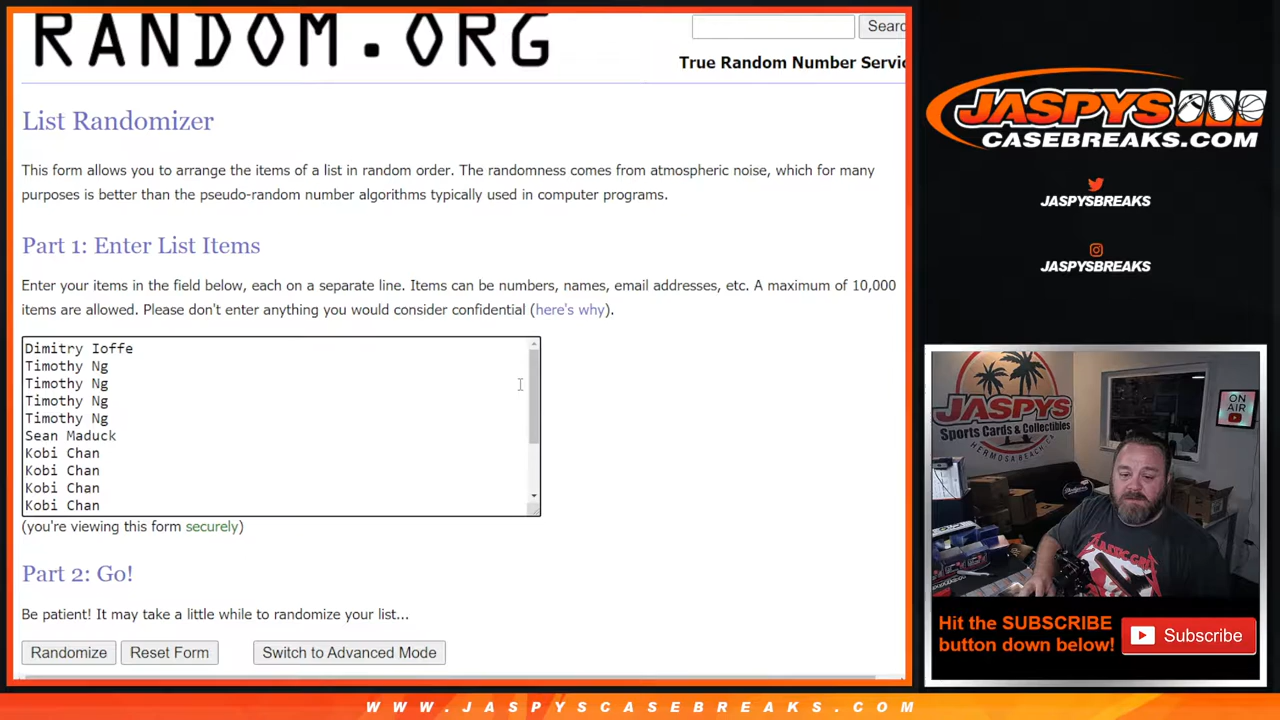 RANDOM.ORG
Searc
True Random Number Servic
List Randomizer
This form allows you to arrange the items of a list in random order. The randomness comes from atmospheric noise, which for many
purposes is better than the pseudo-random number algorithms typically used in computer programs.
Part 1: Enter List Items
Enter your items in the field below, each on a separate line. Items can be numbers, names, email addresses, etc. A maximum of 10,000
items are allowed. Please don't enter anything you would consider confidential (here's why).
Dimitry Ioffe
Timothy Ng
Timothy Ng
Timothy Ng
Timothy Ng
Sean Maduck
Kobi Chan
Kobi Chan
Kobi Chan
Kobi Chan
(you're viewing this form securely)
Part 2: Go!
Be patient! It may take a little while to randomize your list...
Randomize
Reset Form
Switch to Advanced Mode
JASPYS
CASEBREAKS.COM
JASPYSBREAKS
JASPYSBREAKS
JASPYS
Sports Cards & Collectibles
HERMOSA BEACH, CA
ON
AIR
Hit the SUBSCRIBE
button down below!
Subscribe
WWW.JASPYSCASEBREAKS.COM